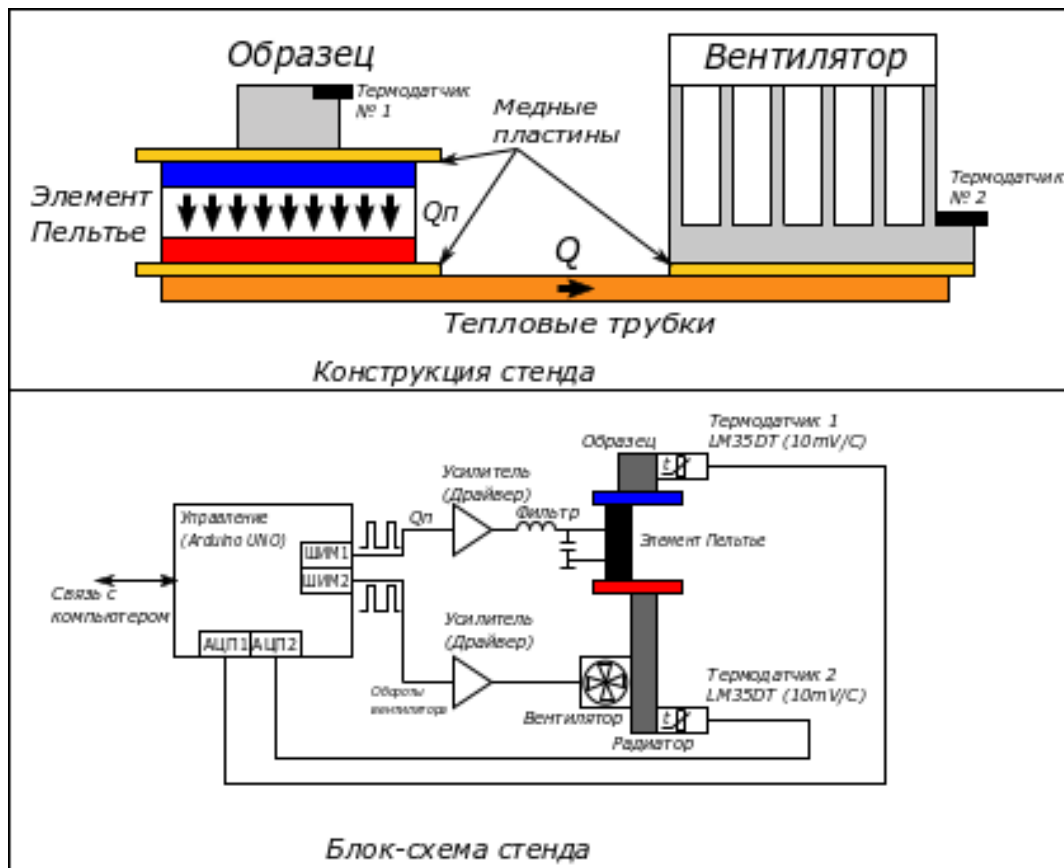 Образец
Вентилятор
Термодатчик
№ 1
Медные
пластины
Термодатчик
№ 2
Элемент
Пельтье
Qп
Q
Тепловые трубки
Конструкция стенда
Термодатчик 1
LM35DT (10mV/C)
Образец
Усилитель
(Драйвер)
Управление
(Arduino UNO)
Qп
Фильтр
t
ШИМ1
ШИМ2
Элемент Пельтье
Связь с
компьютером
Усилитель
(Драйвер)
АЦП1
АЦП2
Обороты
вентилятора
Термодатчик 2
LM35DT (10mV/C)
Вентилятор
t
Радиатор
Блок-схема стенда